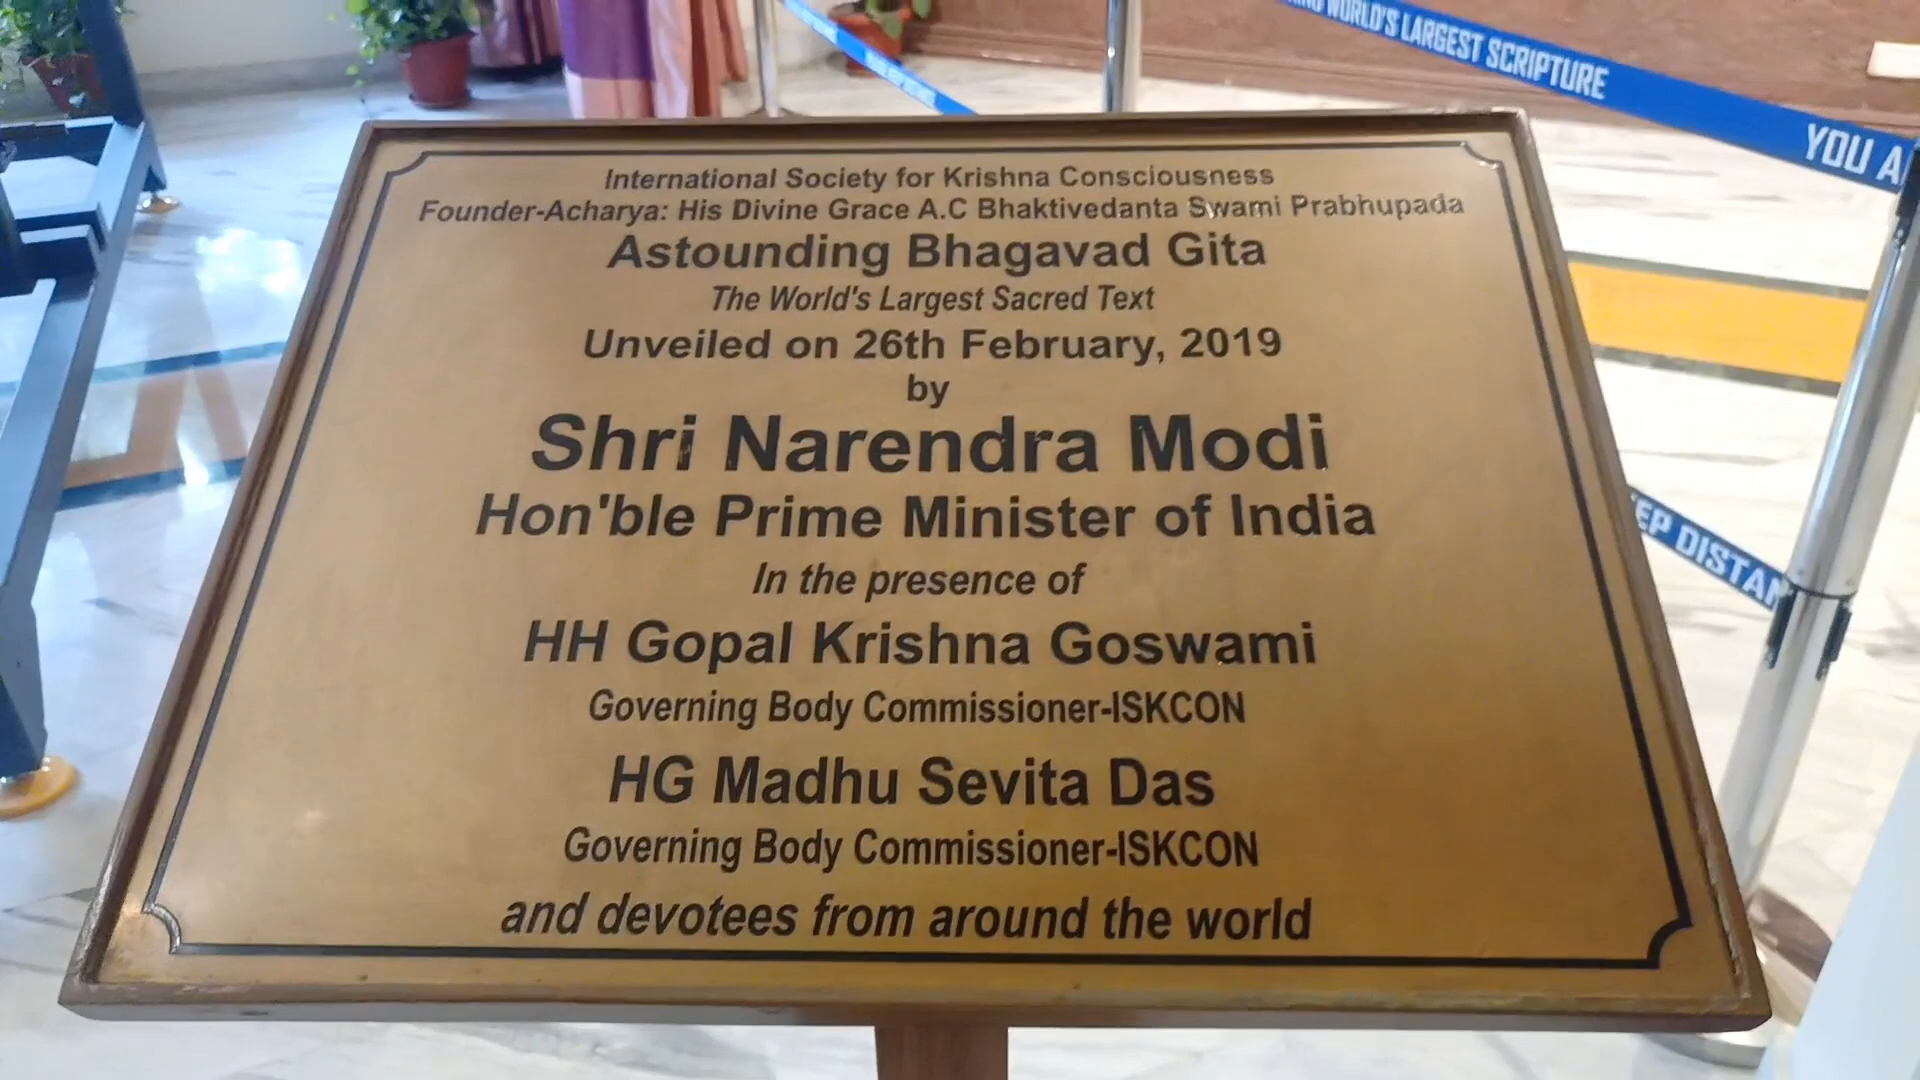 International Society for Krishna Consciousness
Founder-Acharya: His Divine Grace A.C Bhaktivedanta Swami Prabhupada
Astounding Bhagavad Gita
The World's Largest Sacred Text
Unveiled on 26th February, 2019
by
Shri Narendra Modi
Hon'ble Prime Minister of India
In the presence of
HH Gopal Krishna Goswami
Governing Body Commissioner-ISKCON
HG Madhu Sevita Das
Governing Body Commissioner-ISKCON
and devotees from around the world
WORLD'S LARGEST SCRIPTURE
YOU A
EP DISTAN